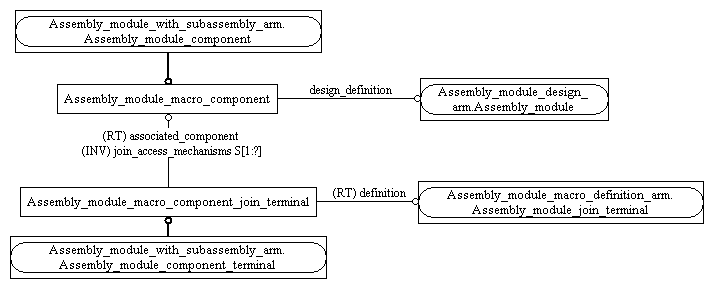 Assembly_module_with_subassembly_arm.
Assembly_module_component
Assembly_module_macro_component
design_definition
Assembly_module_design_
arm.Assembly_module
(RT) associated_component
(INV) join_access_mechanisms S[1:?]
Assembly_module_macro_component_join_terminal
(RT) definition
Assembly_module_macro_definition_arm.
Assembly_module_join_terminal
Assembly_module_with_subassembly_arm.
Assembly_module_component_terminal